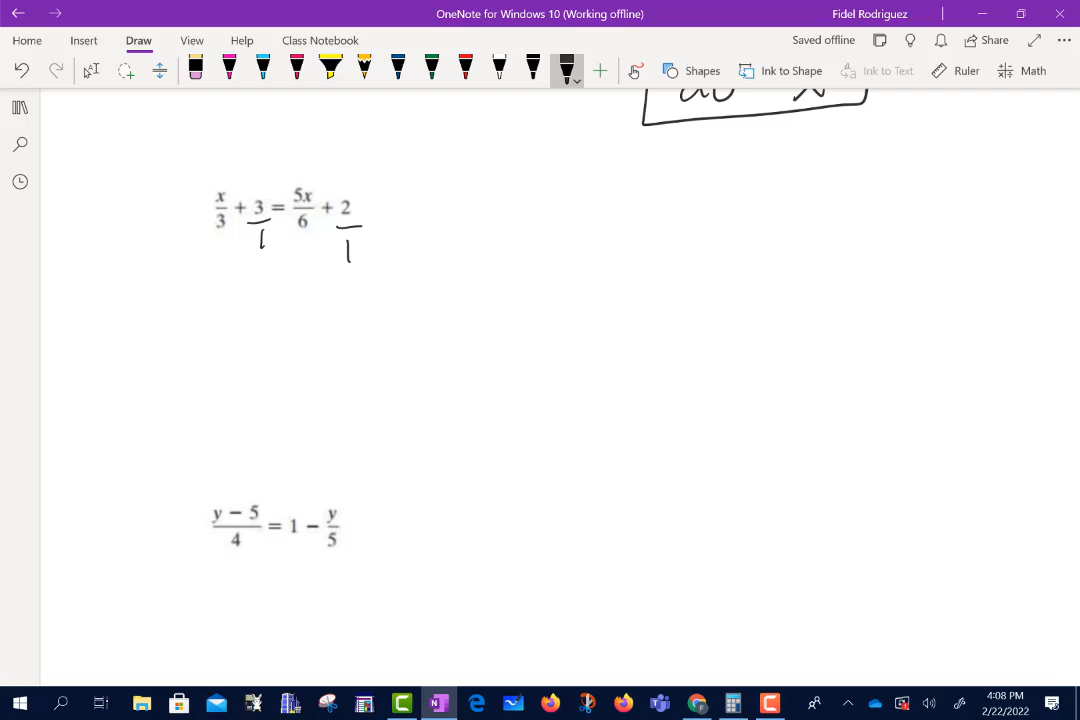 OneNote for Windows 10 (Working offline) Fidel Rodriguez
Home Insert Draw View Help Class Notebook Saved offline Share
Shapes Ink to Shape Ink to Text Ruler Math
x/3 + 3/1 = 5x/6 + 2/1
(y − 5)/4 = 1 − y/5
4:08 PM
2/22/2022